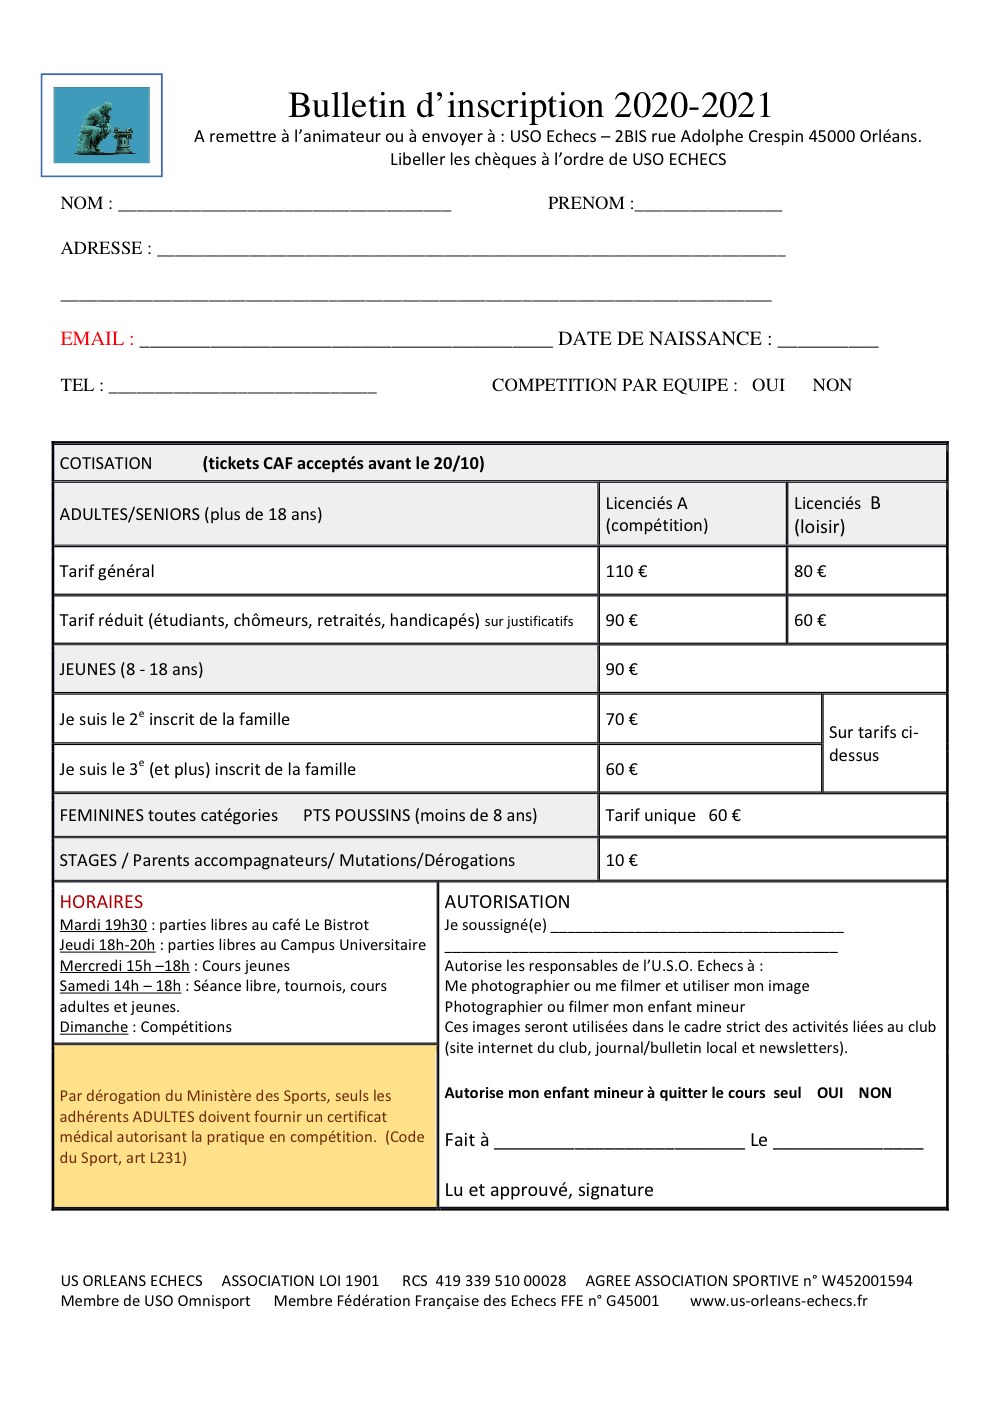 Bulletin d’inscription 2020-2021
A remettre à l’animateur ou à envoyer à : USO Echecs – 2BIS rue Adolphe Crespin 45000 Orléans.
Libeller les chèques à l’ordre de USO ECHECS
NOM : ____________________________________ PRENOM :________________
ADRESSE : ____________________________________________________________________
_____________________________________________________________________________
EMAIL : _________________________________________ DATE DE NAISSANCE : __________
TEL : _____________________________ COMPETITION PAR EQUIPE : OUI NON
COTISATION (tickets CAF acceptés avant le 20/10)
ADULTES/SENIORS (plus de 18 ans)
Licenciés A
(compétition)
Licenciés B
(loisir)
Tarif général 110 € 80 €
Tarif réduit (étudiants, chômeurs, retraités, handicapés) sur justificatifs 90 € 60 €
JEUNES (8 - 18 ans) 90 €
Je suis le 2e inscrit de la famille 70 €
Sur tarifs ci-
dessus
Je suis le 3e (et plus) inscrit de la famille 60 €
FEMININES toutes catégories PTS POUSSINS (moins de 8 ans) Tarif unique 60 €
STAGES / Parents accompagnateurs/ Mutations/Dérogations 10 €
HORAIRES
Mardi 19h30 : parties libres au café Le Bistrot
Jeudi 18h-20h : parties libres au Campus Universitaire
Mercredi 15h –18h : Cours jeunes
Samedi 14h – 18h : Séance libre, tournois, cours
adultes et jeunes.
Dimanche : Compétitions
Par dérogation du Ministère des Sports, seuls les
adhérents ADULTES doivent fournir un certificat
médical autorisant la pratique en compétition. (Code
du Sport, art L231)
AUTORISATION
Je soussigné(e) ___________________________________
_______________________________________________
Autorise les responsables de l’U.S.O. Echecs à :
Me photographier ou me filmer et utiliser mon image
Photographier ou filmer mon enfant mineur
Ces images seront utilisées dans le cadre strict des activités liées au club
(site internet du club, journal/bulletin local et newsletters).
Autorise mon enfant mineur à quitter le cours seul OUI NON
Fait à _________________________ Le _______________
Lu et approuvé, signature
US ORLEANS ECHECS ASSOCIATION LOI 1901 RCS 419 339 510 00028 AGREE ASSOCIATION SPORTIVE n° W452001594
Membre de USO Omnisport Membre Fédération Française des Echecs FFE n° G45001 www.us-orleans-echecs.fr